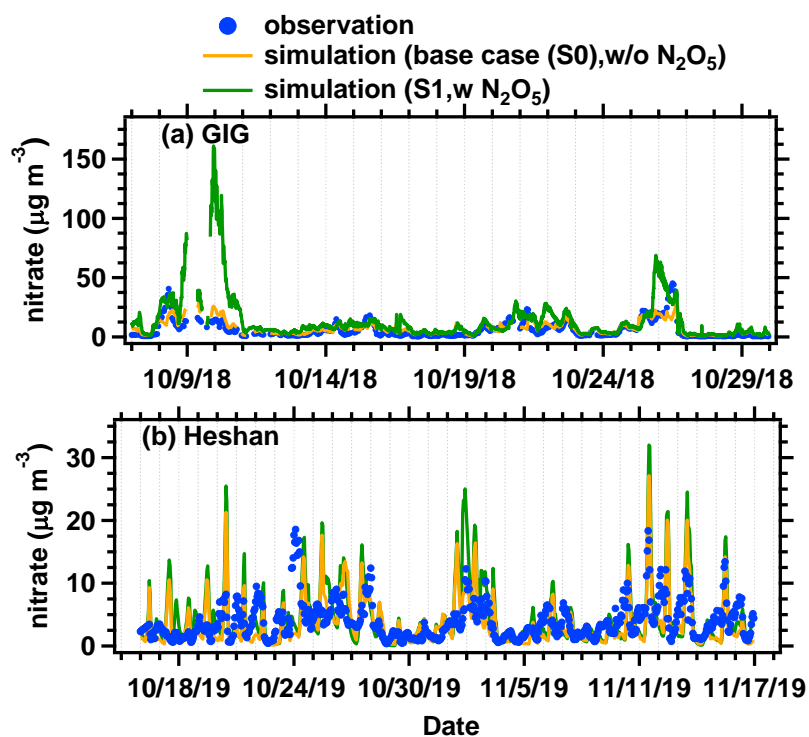 observation
simulation (base case (S0),w/o N₂O₅)
simulation (S1,w N₂O₅)
(a) GIG
nitrate (μg m⁻³)
150
100
50
0
10/9/18 10/14/18 10/19/18 10/24/18 10/29/18
(b) Heshan
nitrate (μg m⁻³)
30
20
10
0
10/18/19 10/24/19 10/30/19 11/5/19 11/11/19 11/17/19
Date